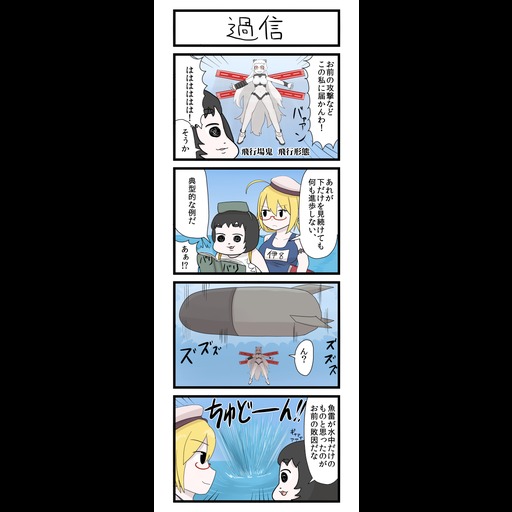 過信
お前の攻撃など
この私に届かんわ!
はははははは!
バァァン
そうか
飛行場鬼 飛行形態
あれが
下だけを見続けても
何も進歩しない、
典型的な例だ
伊8
あぁ!?
バリバリ
ズズズ
ズズズ
ん?
魚雷が水中だけの
ものと思ったのが
お前の敗因だな
ちゅどーん!!